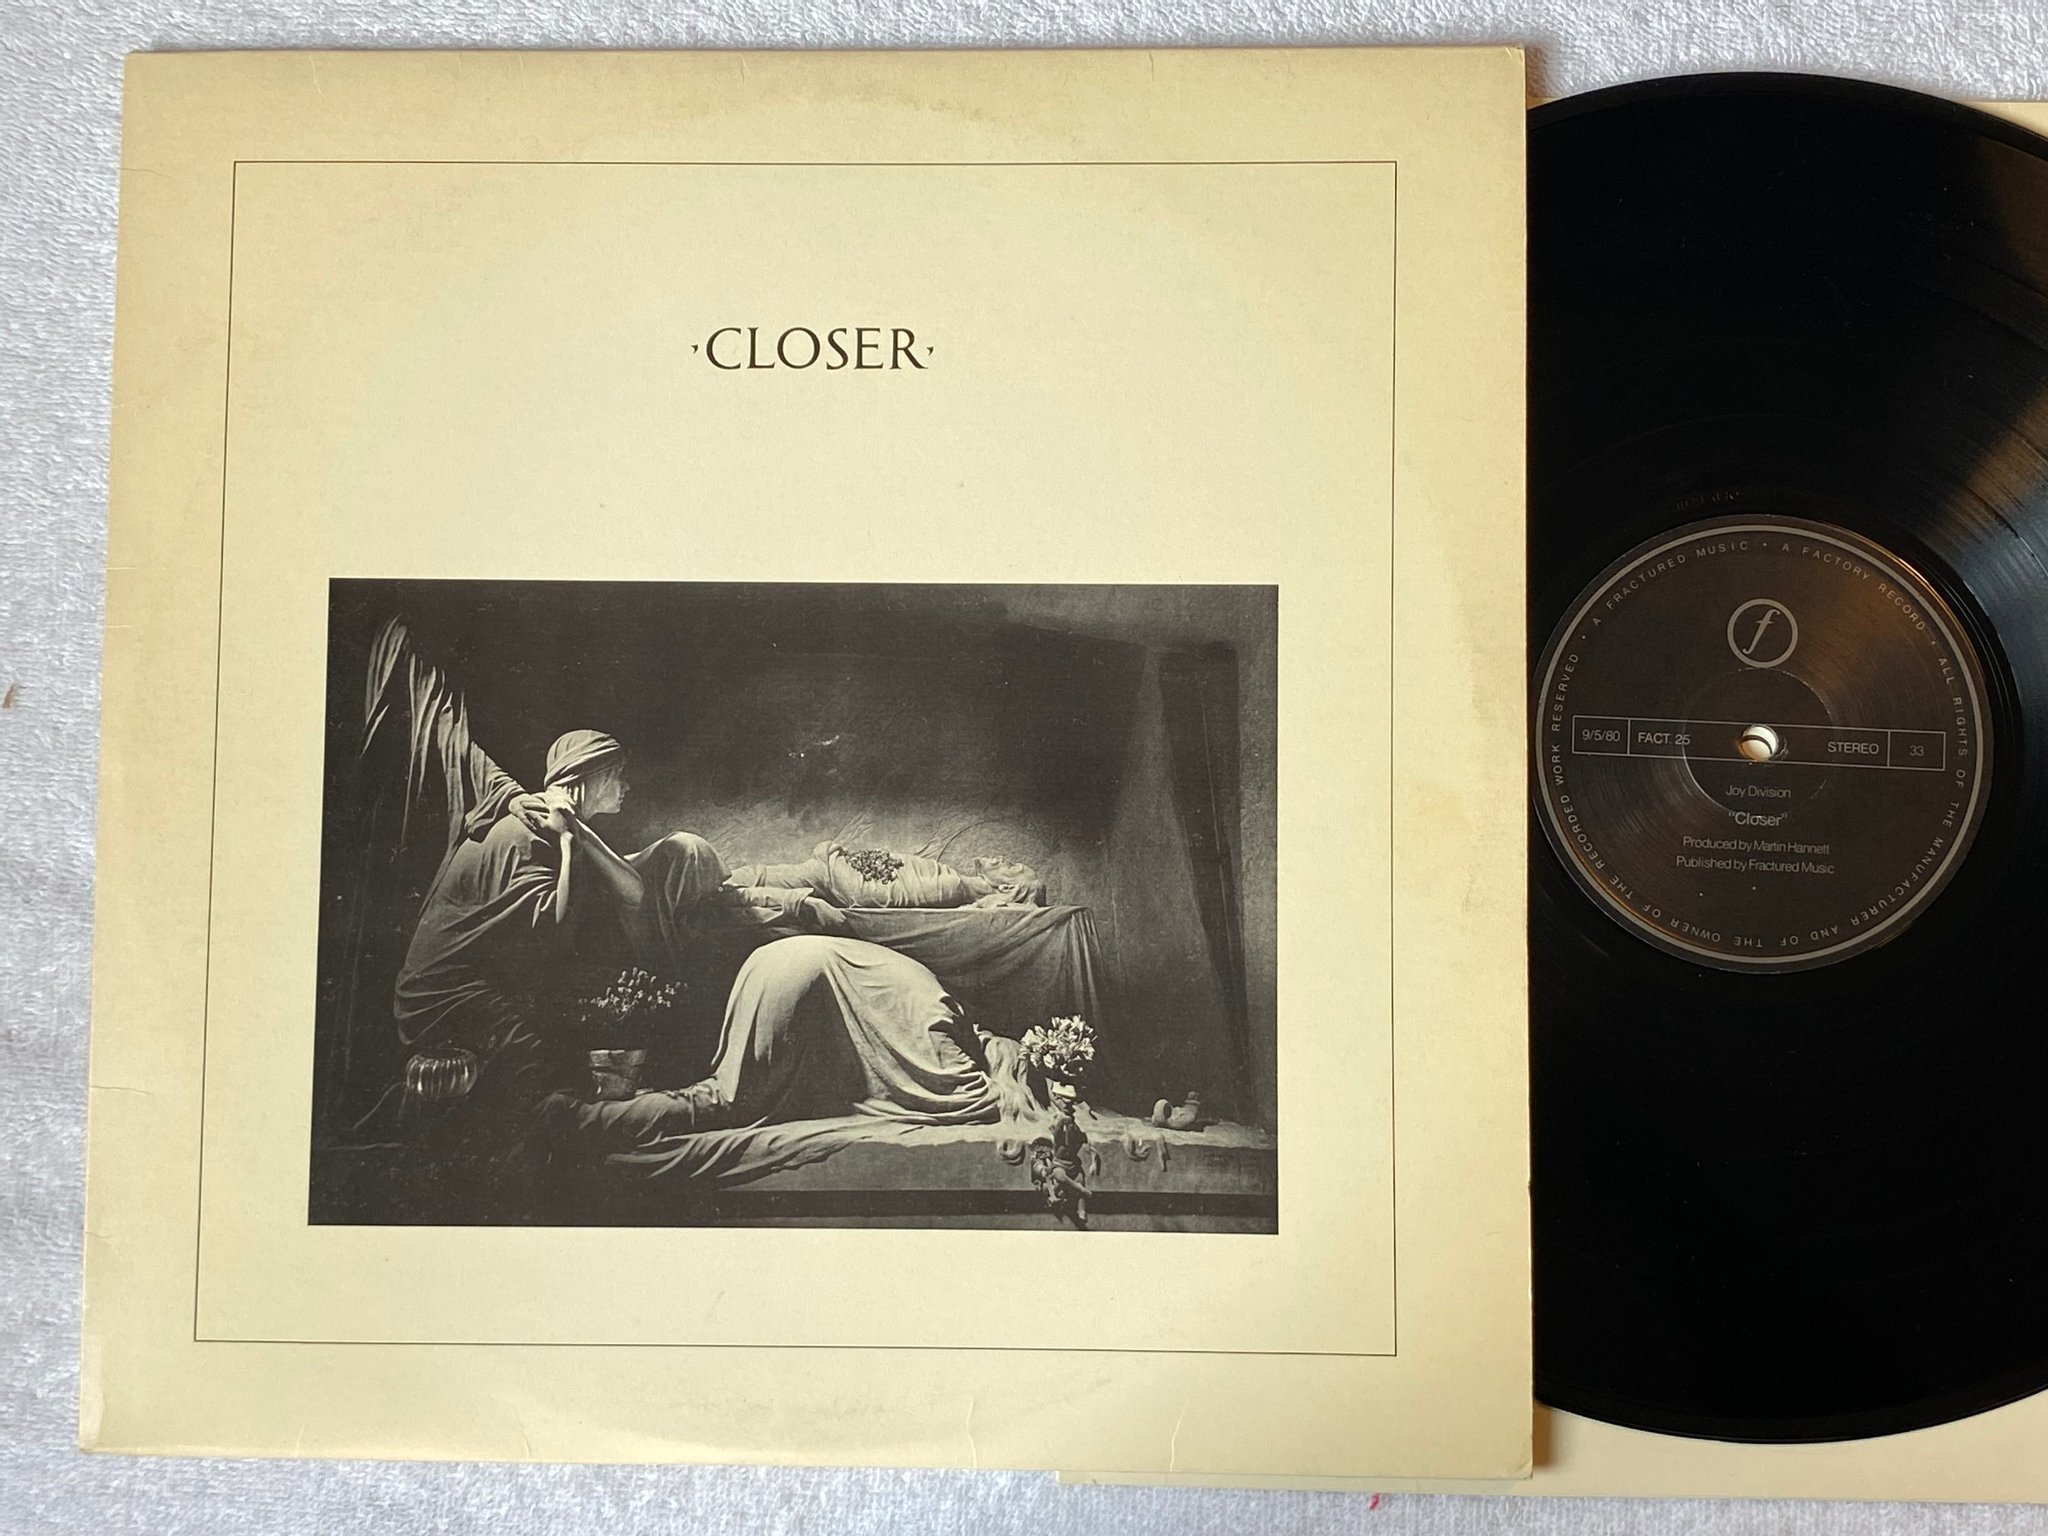 ·CLOSER·
A FRACTURED MUSIC • A FACTORY RECORD • ALL RIGHTS OF THE MANUFACTURER AND OF THE OWNER OF THE RECORDED WORK RESERVED •
f
9/5/80 FACT. 25 STEREO 33
Joy Division
"Closer"
Produced by Martin Hannett
Published by Fractured Music